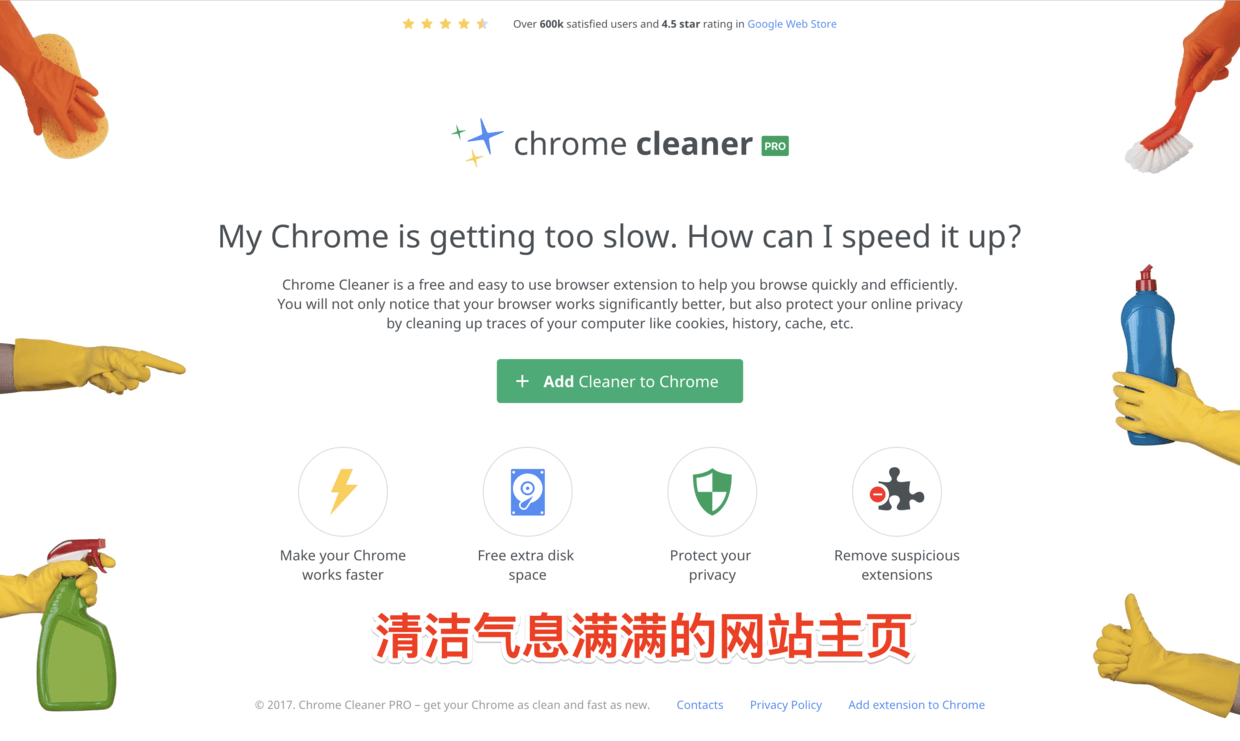 Over 600k satisfied users and 4.5 star rating in Google Web Store
chrome cleaner PRO
My Chrome is getting too slow. How can I speed it up?
Chrome Cleaner is a free and easy to use browser extension to help you browse quickly and efficiently.
You will not only notice that your browser works significantly better, but also protect your online privacy
by cleaning up traces of your computer like cookies, history, cache, etc.
+ Add Cleaner to Chrome
Make your Chrome
works faster
Free extra disk
space
Protect your
privacy
Remove suspicious
extensions
清洁气息满满的网站主页
© 2017. Chrome Cleaner PRO – get your Chrome as clean and fast as new. Contacts Privacy Policy Add extension to Chrome